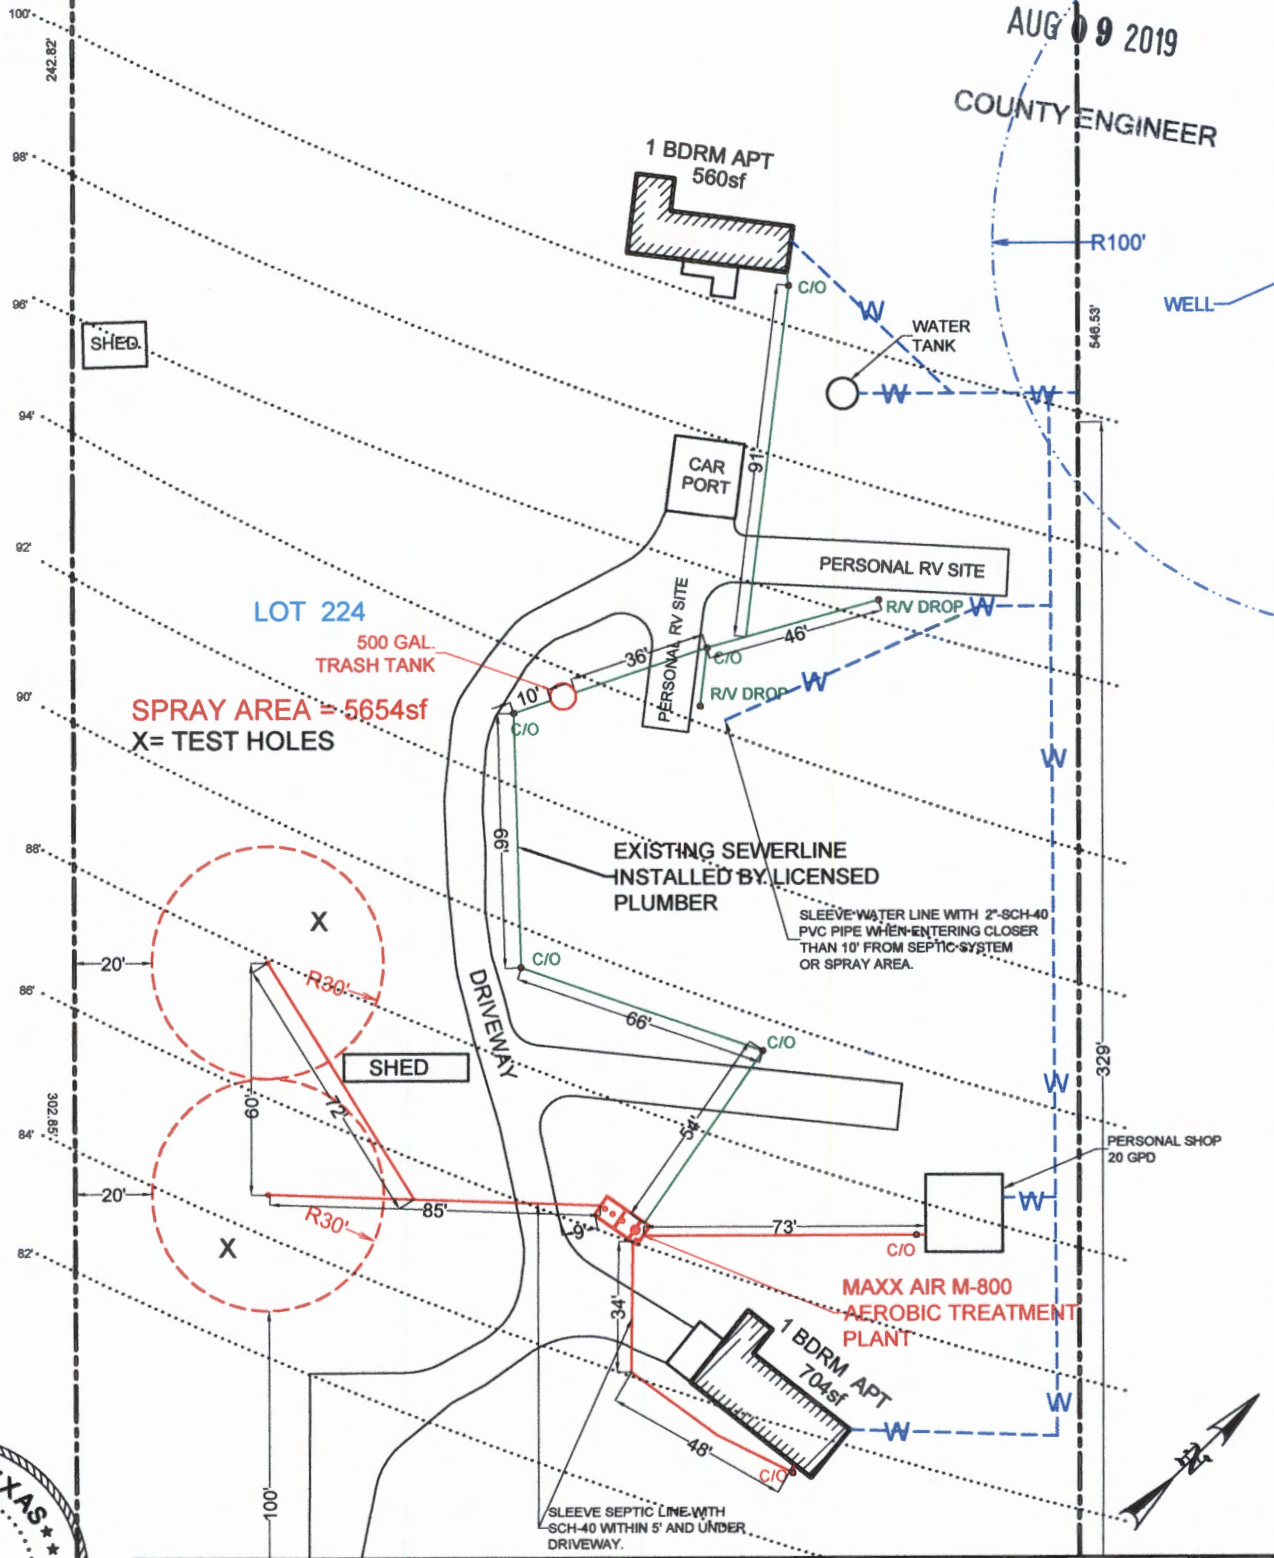 100'
242.82'
AUG 09 2019
COUNTY ENGINEER
98'
1 BDRM APT
560sf
R100'
C/O
96'
WELL
W
WATER
TANK
546.53'
SHED
W
W
94'
CAR
PORT
91'
92'
PERSONAL RV SITE
LOT 224
PERSONAL RV SITE
R/V DROP
W
500 GAL.
TRASH TANK
36'
46'
C/O
90'
10'
R/V DROP
W
SPRAY AREA = 5654sf
X= TEST HOLES
C/O
W
88'
66'
EXISTING SEWERLINE
INSTALLED BY LICENSED
PLUMBER
X
SLEEVE WATER LINE WITH 2"-SCH-40
PVC PIPE WHEN ENTERING CLOSER
THAN 10' FROM SEPTIC SYSTEM
OR SPRAY AREA.
20'
C/O
R30'
86'
DRIVEWAY
66'
C/O
SHED
329'
W
60'
72'
302.85'
54'
84'
PERSONAL SHOP
20 GPD
20'
W
85'
R30'
9'
73'
X
C/O
82'
MAXX AIR M-800
AEROBIC TREATMENT
PLANT
34'
1 BDRM APT
704sf
W
W
48'
C/O
N
100'
SLEEVE SEPTIC LINE WITH
SCH-40 WITHIN 5' AND UNDER
DRIVEWAY.